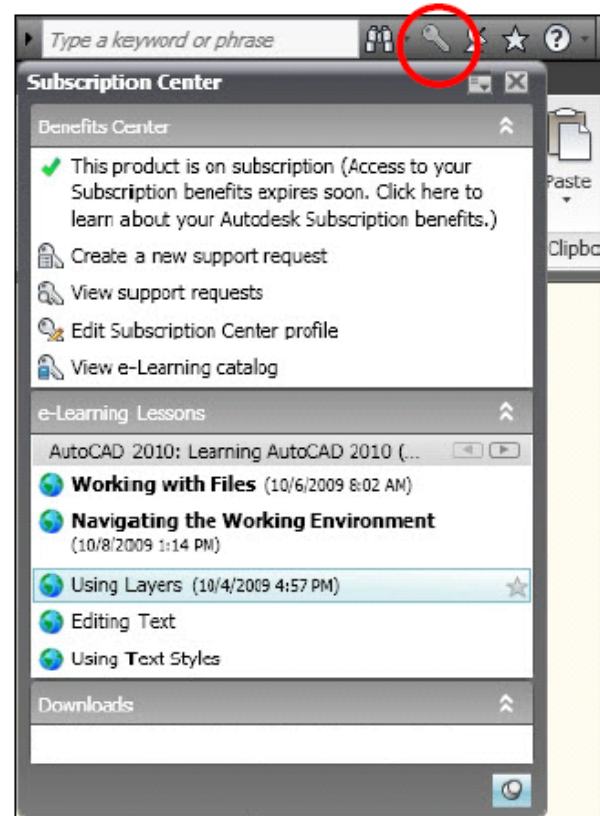 Type a keyword or phrase
Subscription Center
Benefits Center
This product is on subscription (Access to your
Subscription benefits expires soon. Click here to
learn about your Autodesk Subscription benefits.)
Paste
Clipbo
Create a new support request
View support requests
Edit Subscription Center profile
View e-Learning catalog
e-Learning Lessons
AutoCAD 2010: Learning AutoCAD 2010 (...
Working with Files (10/6/2009 8:02 AM)
Navigating the Working Environment
(10/8/2009 1:14 PM)
Using Layers (10/4/2009 4:57 PM)
Editing Text
Using Text Styles
Downloads